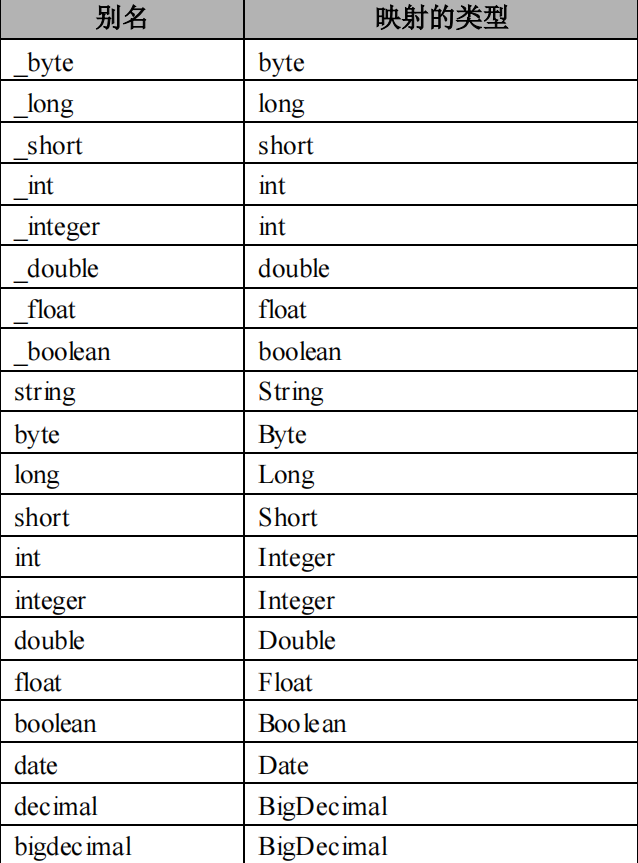 别名 映射的类型
_byte byte
_long long
_short short
_int int
_integer int
_double double
_float float
_boolean boolean
string String
byte Byte
long Long
short Short
int Integer
integer Integer
double Double
float Float
boolean Boolean
date Date
decimal BigDecimal
bigdecimal BigDecimal